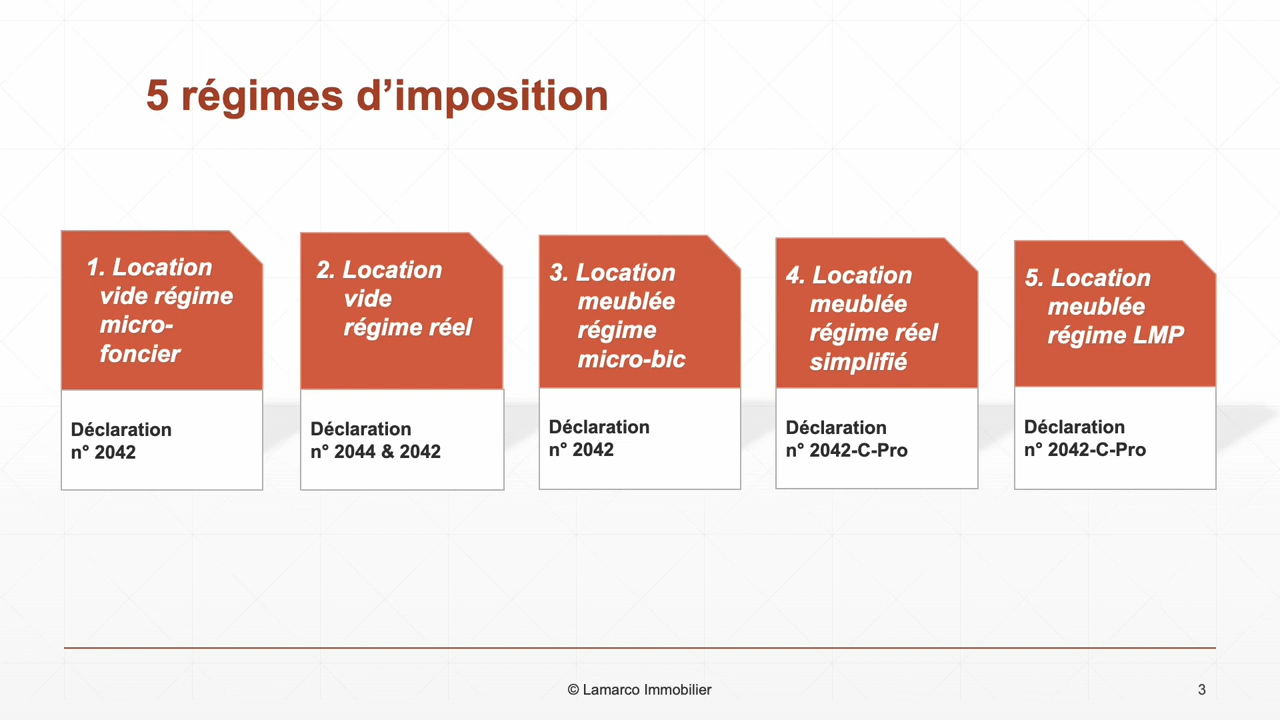 5 régimes d’imposition
1. Location
vide régime
micro-
foncier
Déclaration
n° 2042
2. Location
vide
régime réel
Déclaration
n° 2044 & 2042
3. Location
meublée
régime
micro-bic
Déclaration
n° 2042
4. Location
meublée
régime réel
simplifié
Déclaration
n° 2042-C-Pro
5. Location
meublée
régime LMP
Déclaration
n° 2042-C-Pro
© Lamarco Immobilier
3